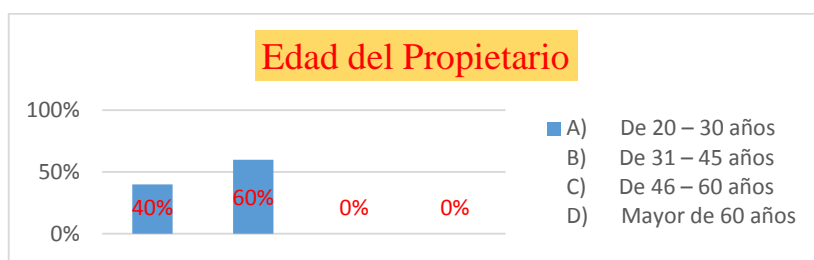 Edad del Propietario
100%
50%
0%
40%
60%
0%
0%
A) De 20 – 30 años
B) De 31 – 45 años
C) De 46 – 60 años
D) Mayor de 60 años